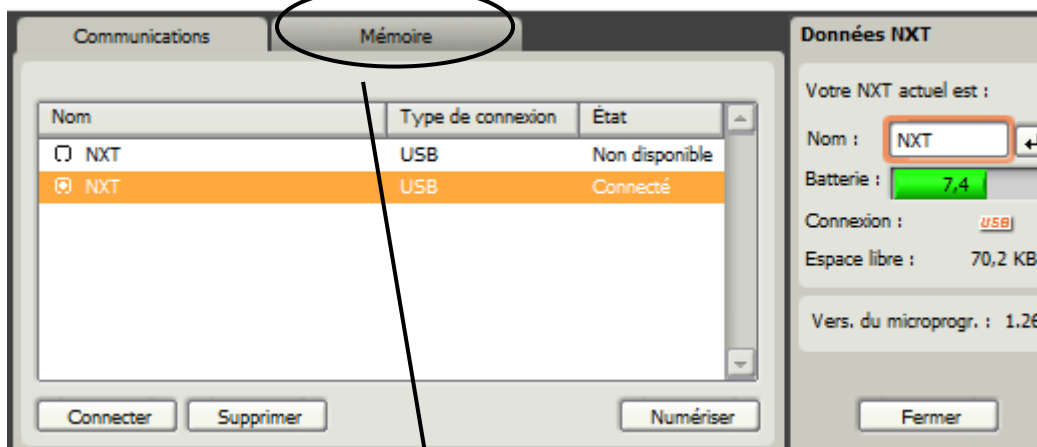 Communications Mémoire
Nom Type de connexion État
NXT USB Non disponible
NXT USB Connecté
Connecter Supprimer Numériser
Données NXT
Votre NXT actuel est :
Nom : NXT
Batterie : 7,4
Connexion : USB
Espace libre : 70,2 KB
Vers. du microprogr. : 1.26
Fermer